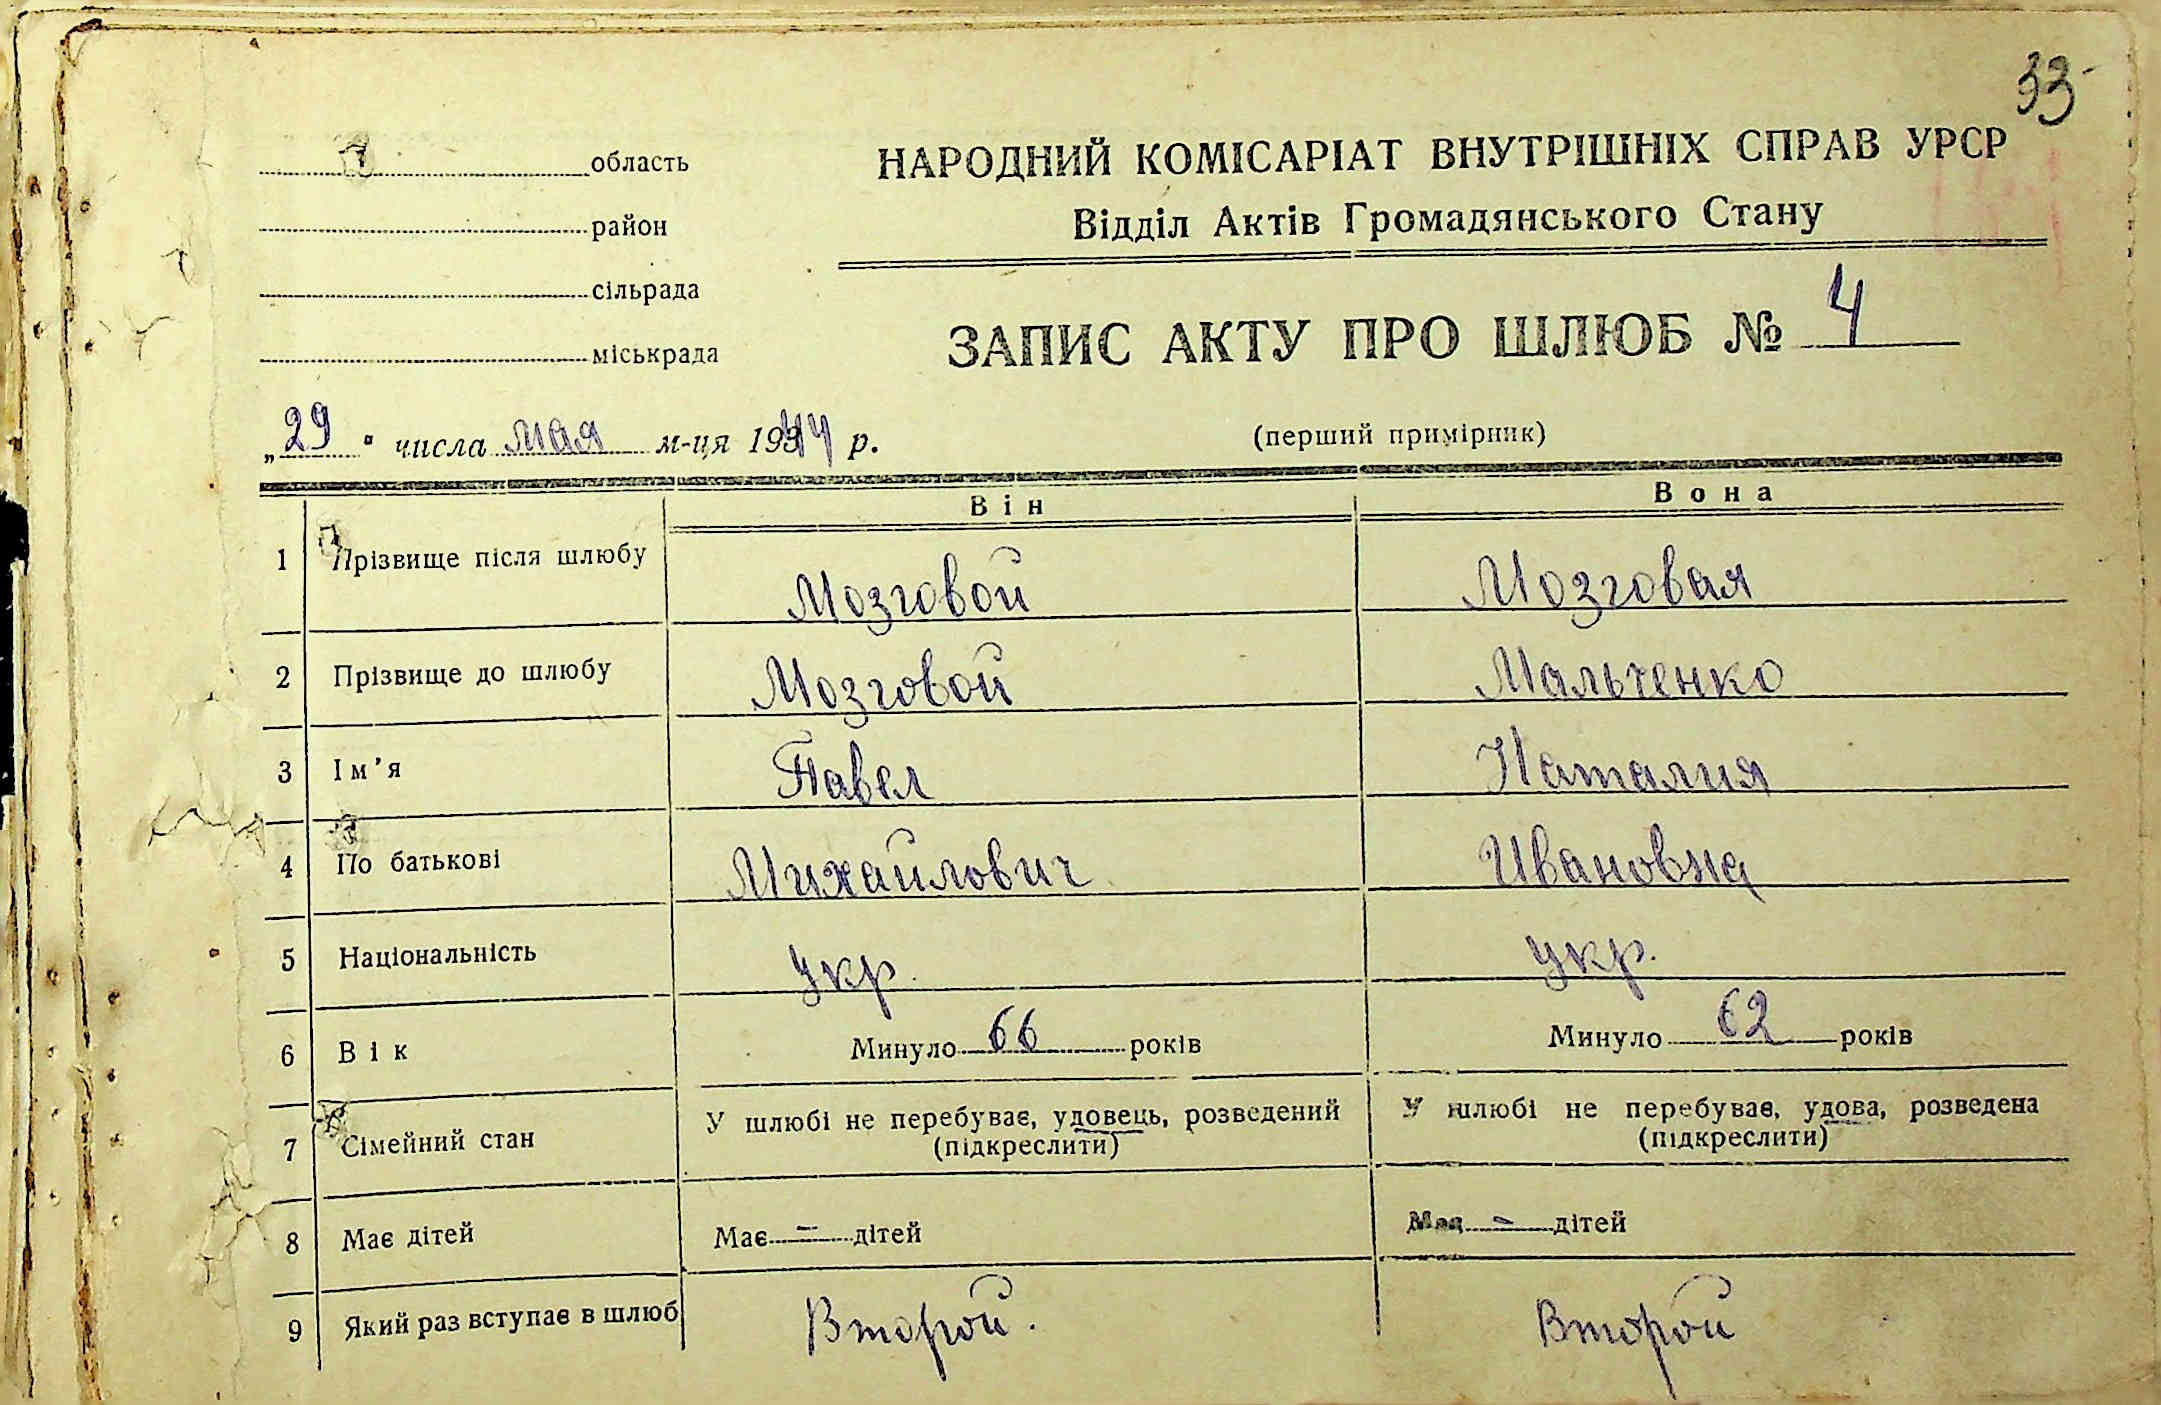 33
область
район
сільрада
міськрада
НАРОДНИЙ КОМІСАРІАТ ВНУТРІШНІХ СПРАВ УРСР
Відділ Актів Громадянського Стану
ЗАПИС АКТУ ПРО ШЛЮБ № 4
„29" числа мая м-ця 1944 р.
(перший примірник)
Він
Вона
1 Прізвище після шлюбу Мозговой Мозговая
2 Прізвище до шлюбу Мозговой Мальченко
3 Ім'я Павел Наталия
4 По батькові Михайлович Ивановна
5 Національність укр. укр.
6 Вік Минуло 66 років Минуло 62 років
7 Сімейний стан У шлюбі не перебуває, удовець, розведений У шлюбі не перебуває, удова, розведена
(підкреслити) (підкреслити)
8 Має дітей Має – дітей Має – дітей
9 Який раз вступає в шлюб Второй. Второй